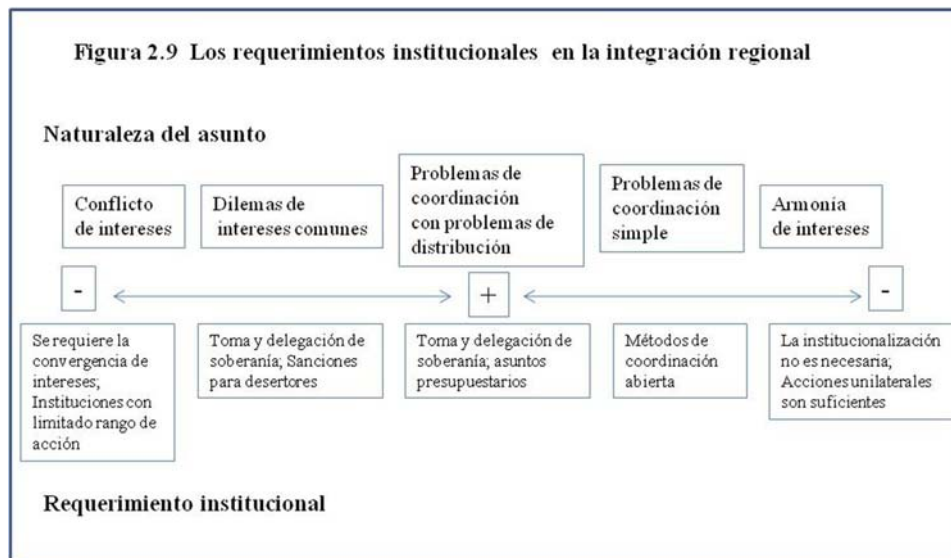 Figura 2.9 Los requerimientos institucionales en la integración regional
Naturaleza del asunto
Conflicto
de intereses
Dilemas de
intereses comunes
Problemas de
coordinación
con problemas de
distribución
Problemas de
coordinación
simple
Armonía
de intereses
-
+
-
Se requiere la
convergencia de
intereses;
Instituciones con
limitado rango de
acción
Toma y delegación de
soberanía; Sanciones
para desertores
Toma y delegación de
soberanía; asuntos
presupuestarios
Métodos de
coordinación
abierta
La institucionalización
no es necesaria;
Acciones unilaterales
son suficientes
Requerimiento institucional